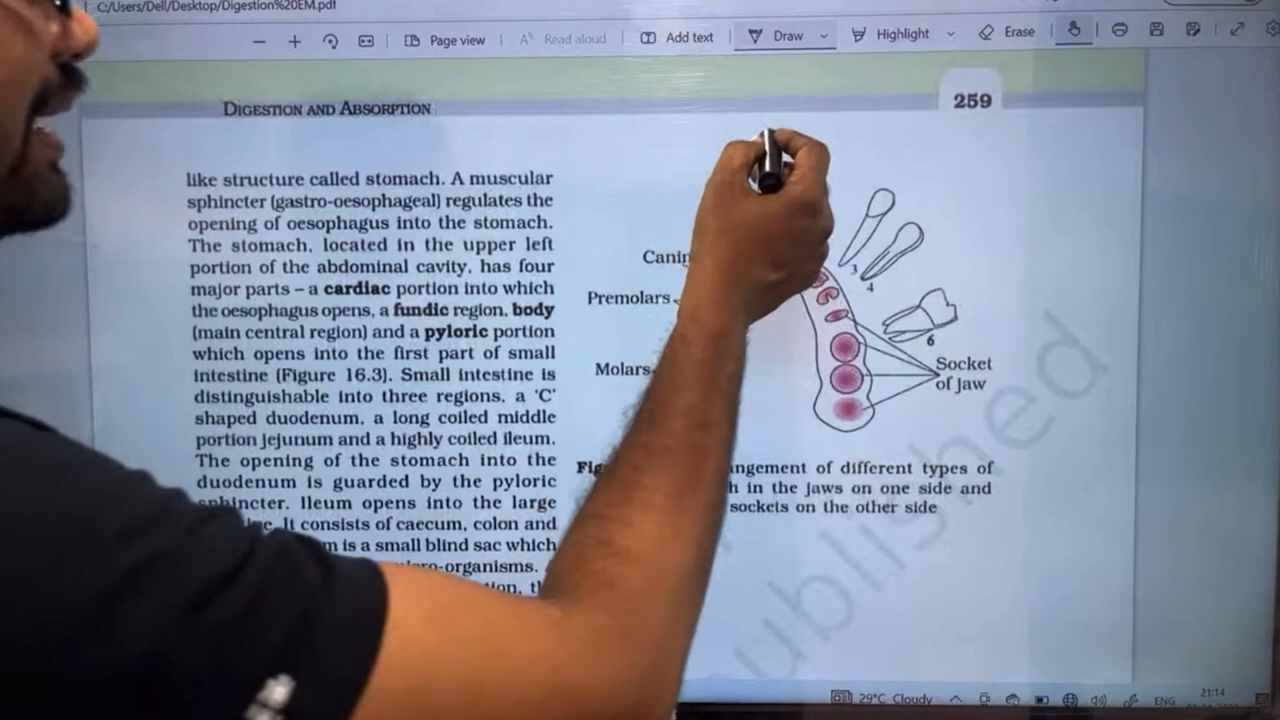 C:/Users/Dell/Desktop/Digestion%20EM.pdf
Page view
Read aloud
Add text
Draw
Highlight
Erase
DIGESTION AND ABSORPTION
259
like structure called stomach. A muscular
sphincter (gastro-oesophageal) regulates the
opening of oesophagus into the stomach.
The stomach, located in the upper left
portion of the abdominal cavity, has four
major parts – a cardiac portion into which
the oesophagus opens, a fundic region, body
(main central region) and a pyloric portion
which opens into the first part of small
intestine (Figure 16.3). Small intestine is
distinguishable into three regions, a ‘C’
shaped duodenum, a long coiled middle
portion jejunum and a highly coiled ileum.
The opening of the stomach into the
duodenum is guarded by the pyloric
sphincter. Ileum opens into the large
It consists of caecum, colon and
is a small blind sac which
-organisms.
3
4
Premolars
6
Molars
Socket
of jaw
of different types of
in the jaws on one side and
sockets on the other side
ublished
29°C Cloudy
ENG
21:14